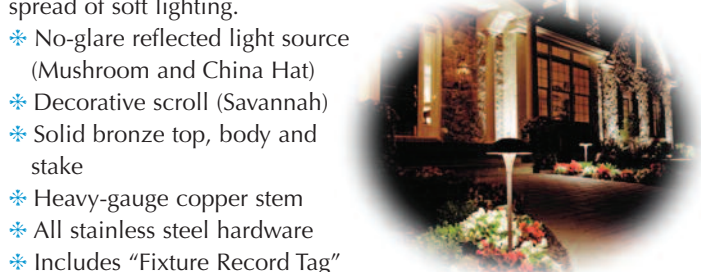 spread of soft lighting.
❉ No-glare reflected light source
(Mushroom and China Hat)
❉ Decorative scroll (Savannah)
❉ Solid bronze top, body and
stake
❉ Heavy-gauge copper stem
❉ All stainless steel hardware
❉ Includes “Fixture Record Tag”